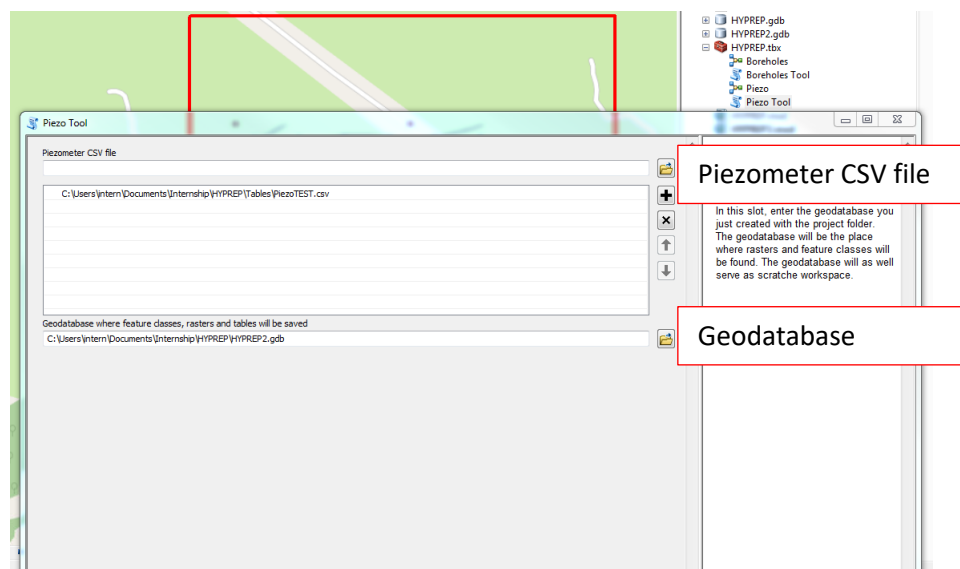 HYPREP.gdb
HYPREP2.gdb
HYPREP.tbx
Boreholes
Boreholes Tool
Piezo
Piezo Tool
Piezo Tool
Piezometer CSV file
C:\Users\intern\Documents\Internship\HYPREP\Tables\PiezoTEST.csv
Piezometer CSV file
In this slot, enter the geodatabase you
just created with the project folder.
The geodatabase will be the place
where rasters and feature classes will
be found. The geodatabase will as well
serve as scratche workspace.
Geodatabase where feature classes, rasters and tables will be saved
C:\Users\intern\Documents\Internship\HYPREP\HYPREP2.gdb
Geodatabase